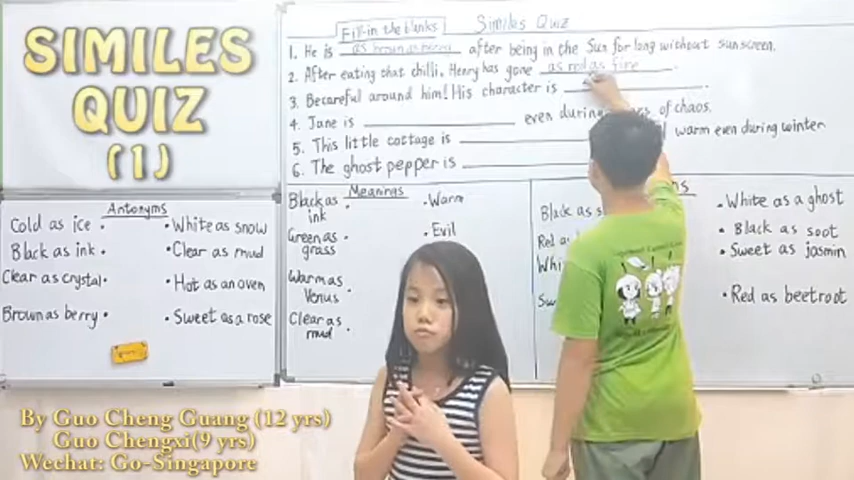 SIMILES
QUIZ
(1)
Fill-in the blanks
Similes Quiz
1. He is as brown as berry after being in the Sun for long without sunscreen.
2. After eating that chilli, Henry has gone as red as fire.
3. Becareful around him! His character is
4. Jane is even during of chaos.
5. This little cottage is warm even during winter
6. The ghost pepper is
Antonyms
Cold as ice
White as snow
Black as ink
Clear as mud
Clear as crystal
Hot as an oven
Brown as berry
Sweet as a rose
Meanings
Black as ink
Warm
Green as grass
Evil
Warm as Venus
Clear as mud
White as a ghost
Black as
Black as soot
Red
Sweet as jasmin
Red as beetroot
By Guo Cheng Guang (12 yrs)
Guo Chengxi (9 yrs)
Wechat: Go-Singapore